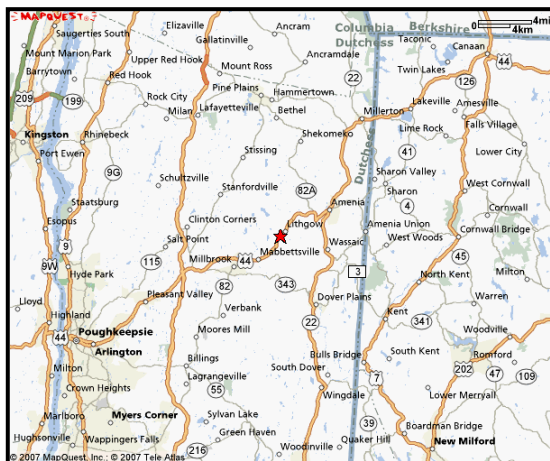 MAPQUEST
4mi
0
4km
Saugerties South
Elizaville
Ancram
Columbia
Berkshire
Gallatinville
Dutchess
Taconic
Mount Marion Park
Upper Red Hook
Ancramdale
Canaan
Barrytown
Mount Ross
22
44
Red Hook
Twin Lakes
126
209
199
Rock City
Pine Plains
Hammertown
Lakeville
Amesville
Milan
Lafayetteville
Bethel
Millerton
Falls Village
Kingston
Rhinebeck
Shekomeko
Lime Rock
Port Ewen
Stissing
Dutchess
41
Lower City
9G
Schultzville
Sharon Valley
Stanfordville
82A
Sharon
West Cornwall
Staatsburg
Amenia
4
Cornwall
Esopus
Clinton Corners
Lithgow
Amenia Union
Cornwall Bridge
9
Salt Point
Mabbettsville
Wassaic
West Woods
45
9W
115
Millbrook
44
3
Milton
Hyde Park
82
343
North Kent
Pleasant Valley
Dover Plains
Warren
Lloyd
Verbank
Kent
Highland
22
341
Poughkeepsie
Moores Mill
Woodville
44
Arlington
Bulls Bridge
South Kent
Romford
Milton
Billings
South Dover
7
202
47
109
Crown Heights
Lagrangeville
55
Wingdale
Lower Merryall
Marlboro
Myers Corner
Sylvan Lake
39
Boardman Bridge
Hughsonville
Wappingers Falls
216
Green Haven
Woodinville
Quaker Hill
New Milford
© 2007 MapQuest, Inc.; © 2007 Tele Atlas